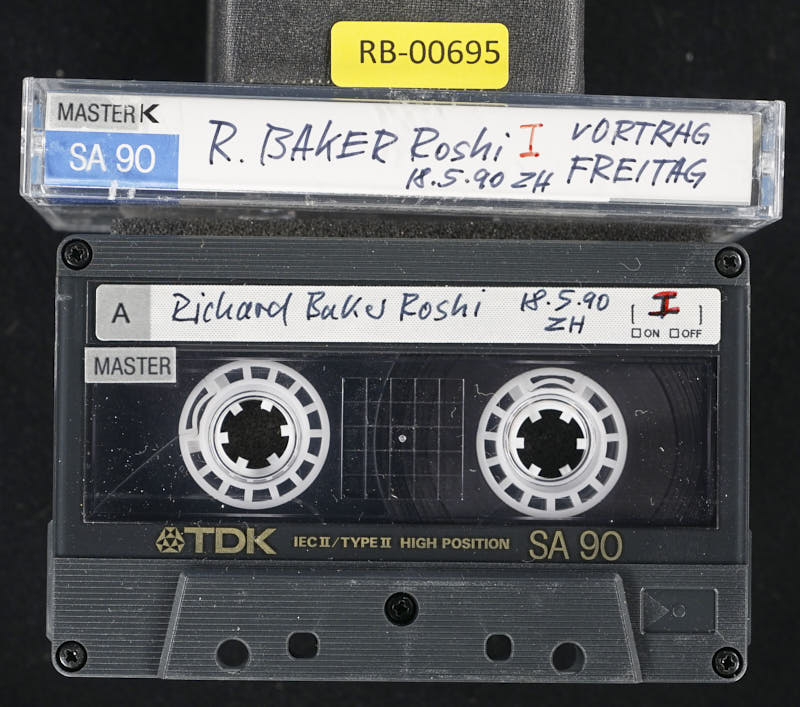 RB-00695
MASTER K
SA 90
R. BAKER Roshi I VORTRAG
18.5.90 ZH FREITAG
A Richard Baker Roshi 18.5.90 [ I ]
ZH
ON OFF
MASTER
TDK IEC II/TYPE II HIGH POSITION SA 90